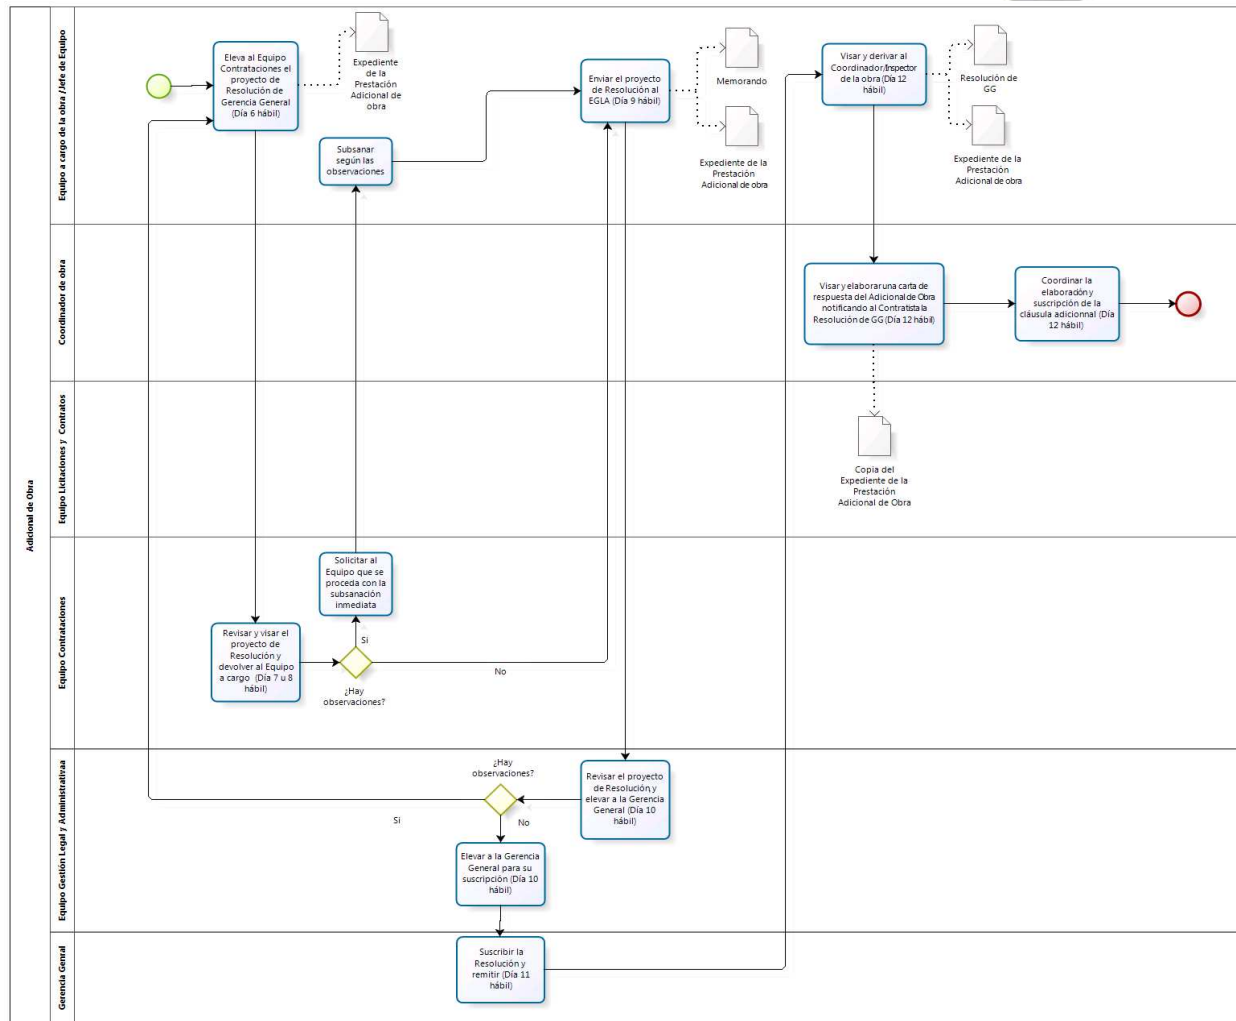 Adicional de Obra
Equipo a cargo de la obra /Jefe de Equipo
Eleva al Equipo
Contrataciones el
proyecto de
Resolución de
Gerencia General
(Día 6 hábil)
Expediente
de la
Prestación
Adicional de
obra
Subsanar
según las
observaciones
Enviar el proyecto
de Resolución al
EGLA (Día 9 hábil)
Memorando
Expediente de la
Prestación
Adicional de obra
Visar y derivar al
Coordinador/Inspector
de la obra (Día 12
hábil)
Resolución de
GG
Expediente de la
Prestación
Adicional de obra
Coordinador de obra
Visar y elaborar una carta de
respuesta del Adicional de Obra
notificando al Contratista la
Resolución de GG (Día 12 hábil)
Coordinar la
elaboración y
suscripción de la
cláusula adicionnal (Día
12 hábil)
Equipo Licitaciones y Contratos
Copia del
Expediente de la
Prestación
Adicional de Obra
Equipo Contrataciones
Solicitar al
Equipo que se
proceda con la
subsanación
inmediata
Revisar y visar el
proyecto de
Resolución y
devolver al Equipo
a cargo (Día 7 u 8
hábil)
Si
No
¿Hay
observaciones?
Equipo Gestión Legal y Administrativaa
¿Hay
observaciones?
Si
No
Revisar el proyecto
de Resolución, y
elevar a la Gerencia
General (Día 10
hábil)
Elevar a la Gerencia
General para su
suscripción (Día 10
hábil)
Gerencia Genral
Suscribir la
Resolución y
remitir (Día 11
hábil)